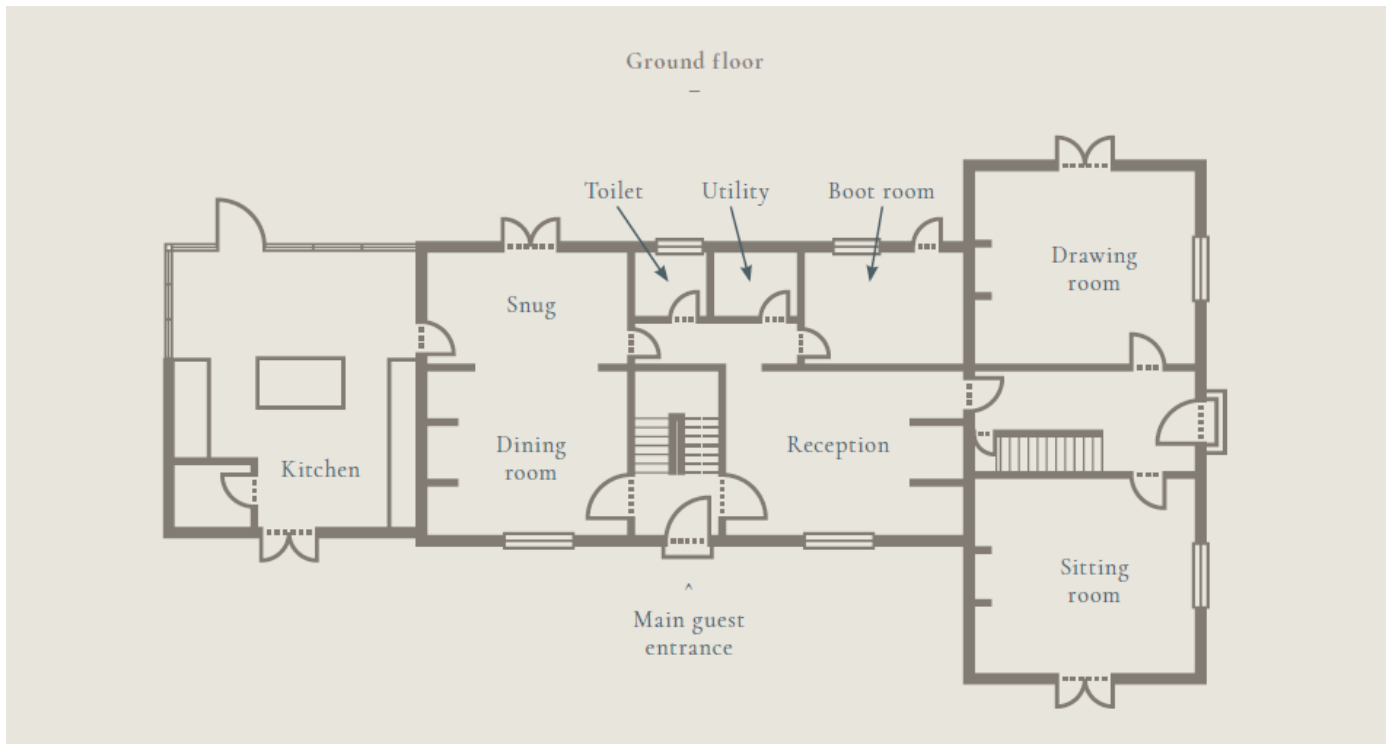 Ground floor
–
Toilet
Utility
Boot room
Drawing
room
Snug
Dining
room
Reception
Kitchen
Sitting
room
^
Main guest
entrance